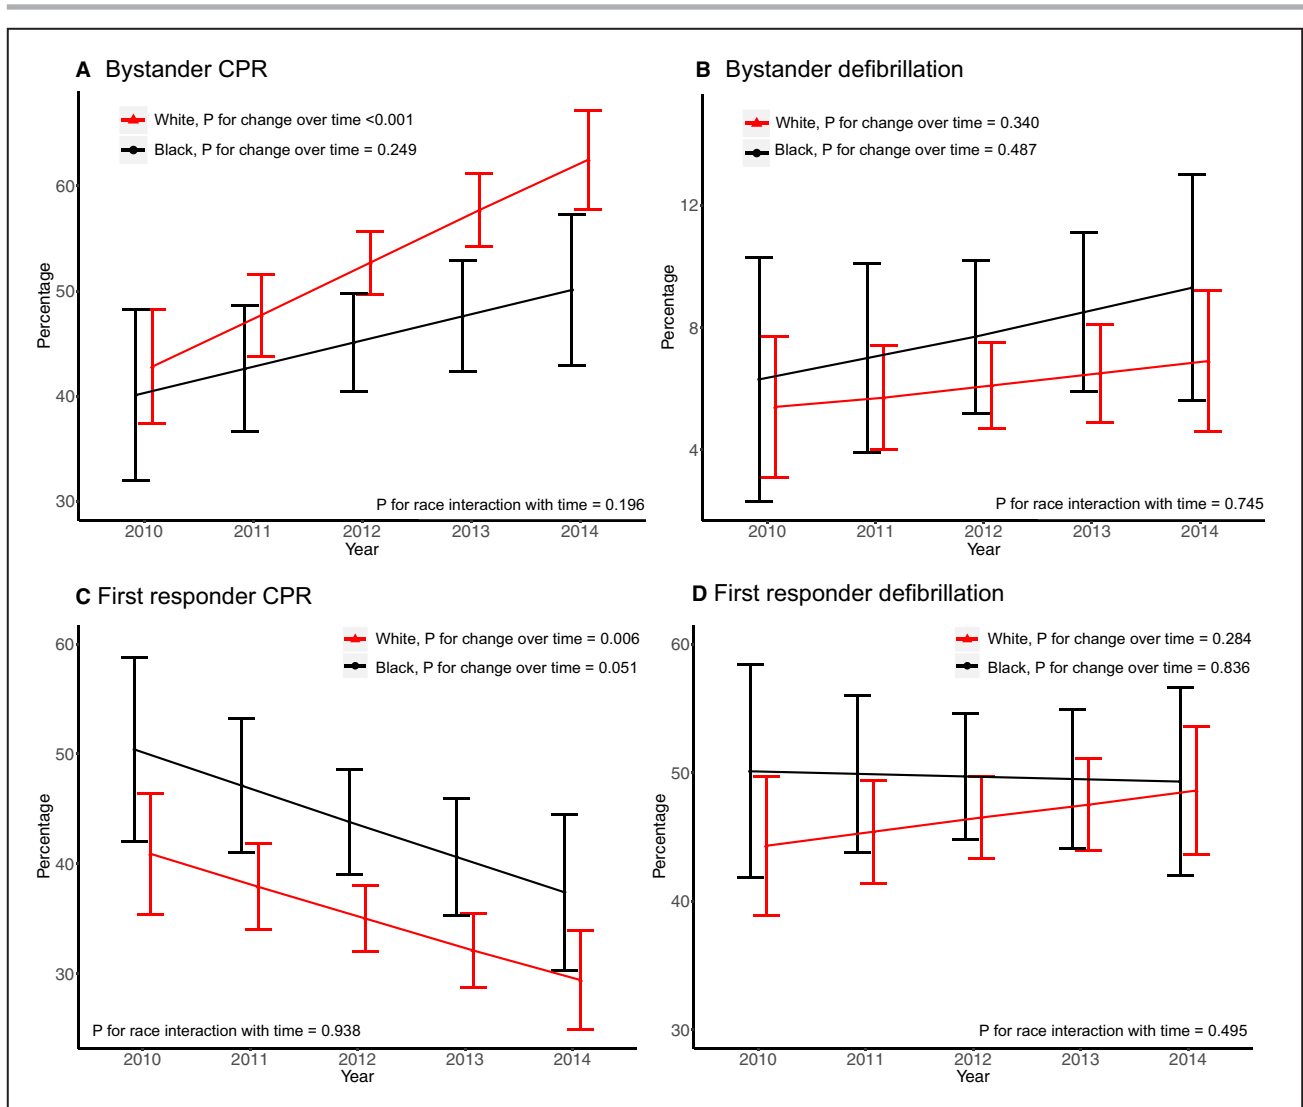 A Bystander CPR
White, P for change over time <0.001
Black, P for change over time = 0.249
Percentage
60
50
40
30
P for race interaction with time = 0.196
2010 2011 2012 2013 2014
Year
B Bystander defibrillation
White, P for change over time = 0.340
Black, P for change over time = 0.487
Percentage
12
8
4
P for race interaction with time = 0.745
2010 2011 2012 2013 2014
Year
C First responder CPR
White, P for change over time = 0.006
Black, P for change over time = 0.051
Percentage
60
50
40
30
P for race interaction with time = 0.938
2010 2011 2012 2013 2014
Year
D First responder defibrillation
White, P for change over time = 0.284
Black, P for change over time = 0.836
Percentage
60
50
40
30
P for race interaction with time = 0.495
2010 2011 2012 2013 2014
Year